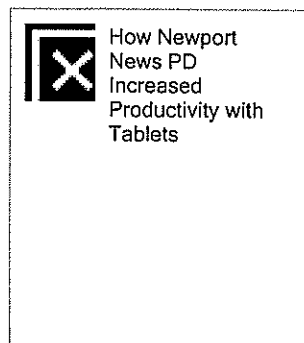 How Newport
News PD
Increased
Productivity with
Tablets